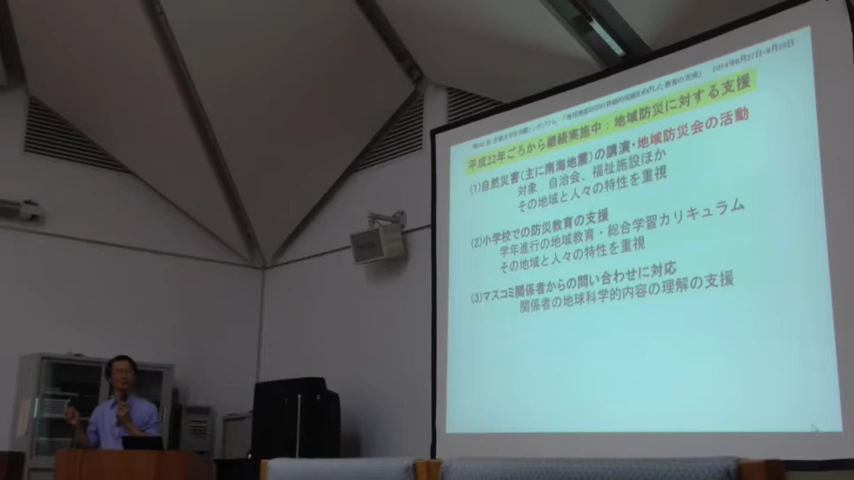 平成22年ごろから継続実施中：地域防災に対する支援
(1)自然災害（主に南海地震）の講演・地域防災会の活動
対象：自治会、福祉施設ほか
その地域と人々の特性を重視
(2)小学校での防災教育の支援
学年進行の地域教育・総合学習カリキュラム
その地域と人々の特性を重視
(3)マスコミ関係者からの問い合わせに対応
関係者の地球科学的内容の理解の支援